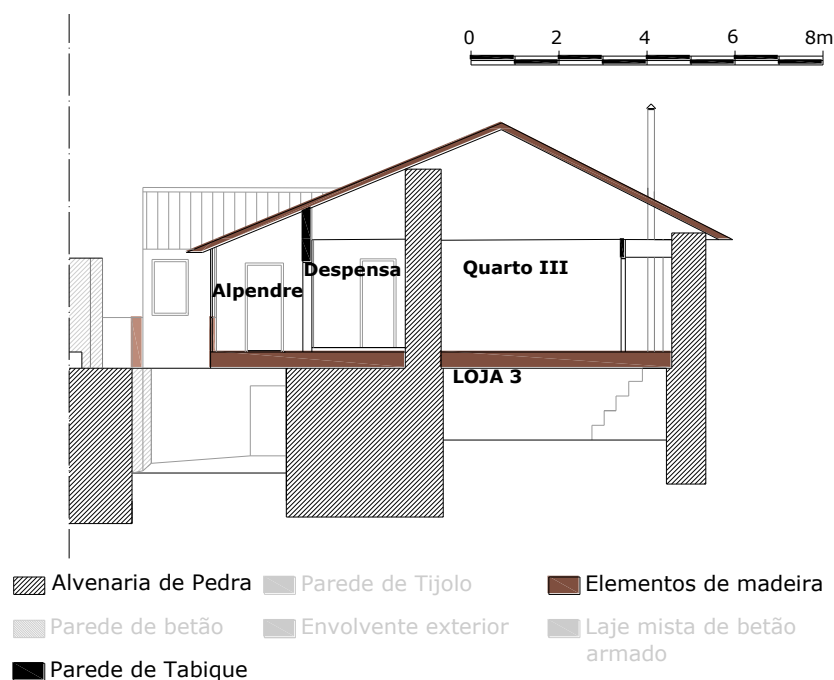 0 2 4 6 8m
Despensa
Quarto III
Alpendre
LOJA 3
Alvenaria de Pedra
Parede de Tijolo
Elementos de madeira
Parede de betão
Envolvente exterior
Laje mista de betão
armado
Parede de Tabique